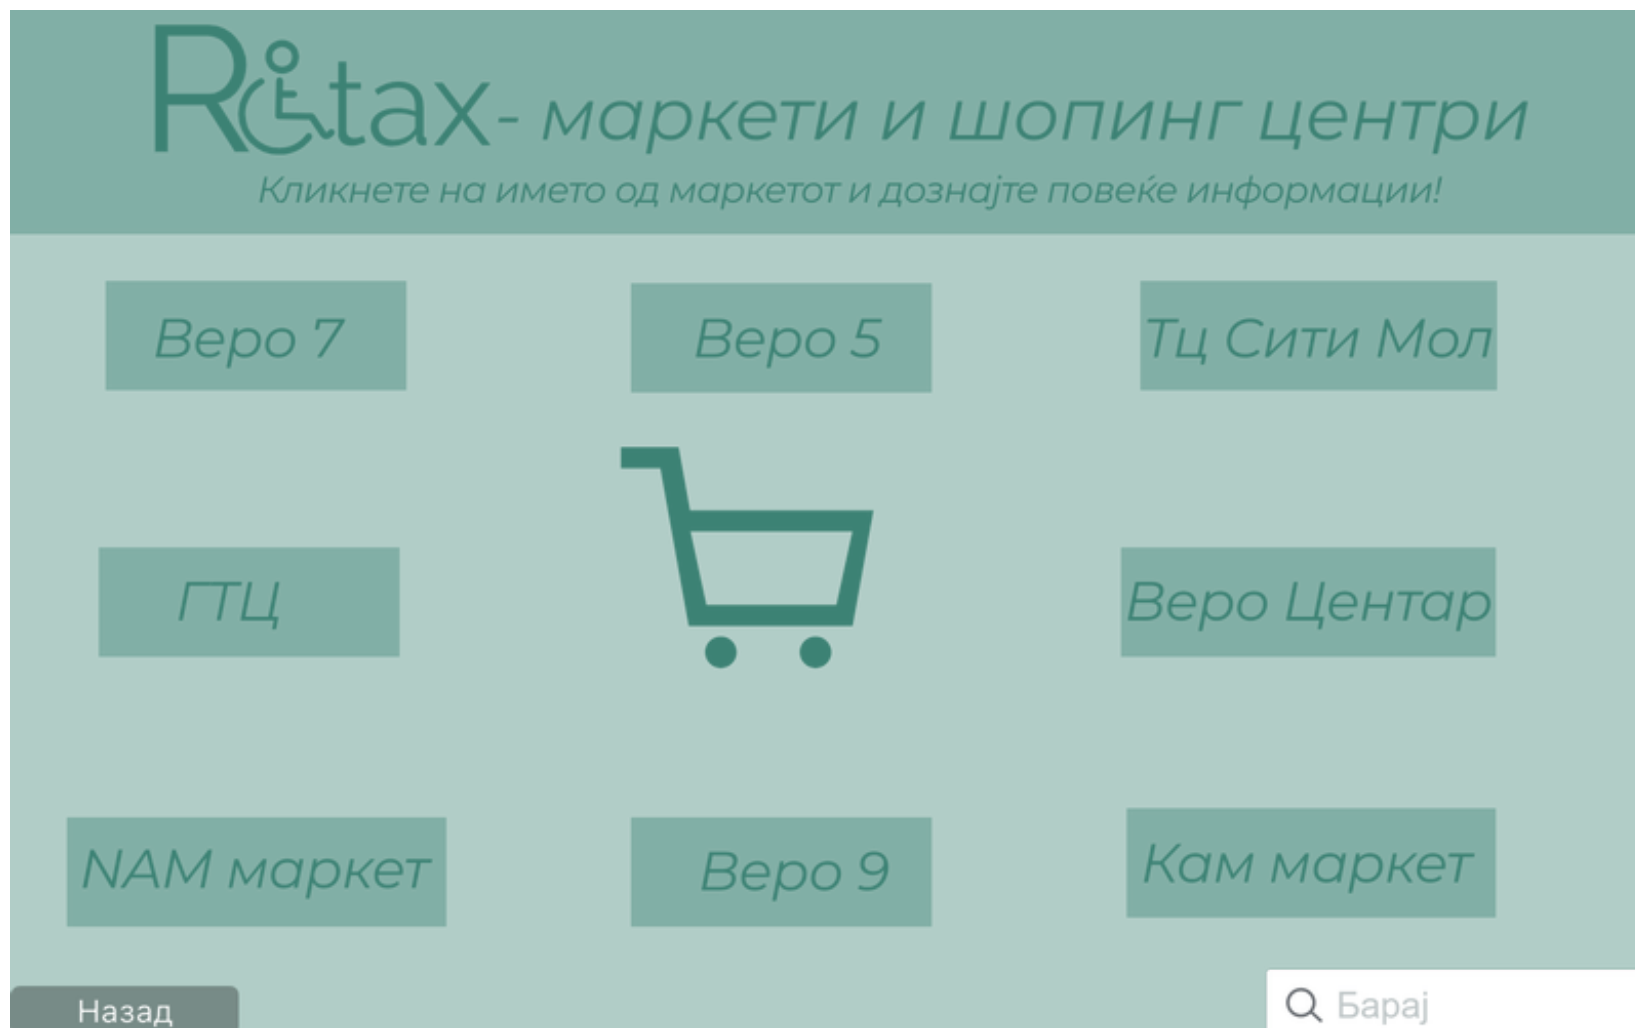 Ritax - маркети и шопинг центри
Кликнете на името од маркетот и дознајте повеќе информации!
Веро 7
Веро 5
Тц Сити Мол
ГТЦ
Веро Центар
NAM маркет
Веро 9
Кам маркет
Назад
Барај